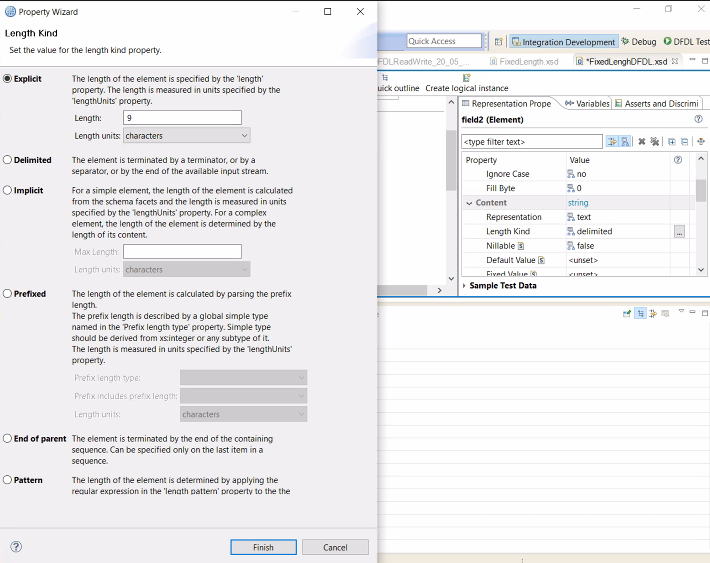 Property Wizard
Length Kind
Set the value for the length kind property.
Explicit
The length of the element is specified by the 'length'
property. The length is measured in units specified by the
'lengthUnits' property.
Length: 9
Length units: characters
Delimited
The element is terminated by a terminator, or by a
separator, or by the end of the available input stream.
Implicit
For a simple element, the length of the element is calculated
from the schema facets and the length is measured in units
specified by the 'lengthUnits' property. For a complex
element, the length of the element is determined by the
length of its content.
Max Length:
Length units: characters
Prefixed
The length of the element is calculated by parsing the prefix
length.
The prefix length is described by a global simple type
named in the 'Prefix length type' property. Simple type
should be derived from xs:integer or any subtype of it.
The length is measured in units specified by the 'lengthUnits'
property.
Prefix length type:
Prefix includes prefix length:
Length units: characters
End of parent
The element is terminated by the end of the containing
sequence. Can be specified only on the last item in a
sequence.
Pattern
The length of the element is determined by applying the
regular expression in the 'length pattern' property to the the
Finish
Cancel
Quick Access
Integration Development
Debug
DFDL Test
FDLReadWrite_20_05_...
FixedLength.xsd
*FixedLenghDFDL.xsd
uick outline
Create logical instance
Representation Prope
Variables
Asserts and Discrimi
field2 (Element)
<type filter text>
Property Value
Ignore Case no
Fill Byte 0
Content string
Representation text
Length Kind delimited ...
Nillable false
Default Value <unset>
Fixed Value <unset>
Sample Test Data